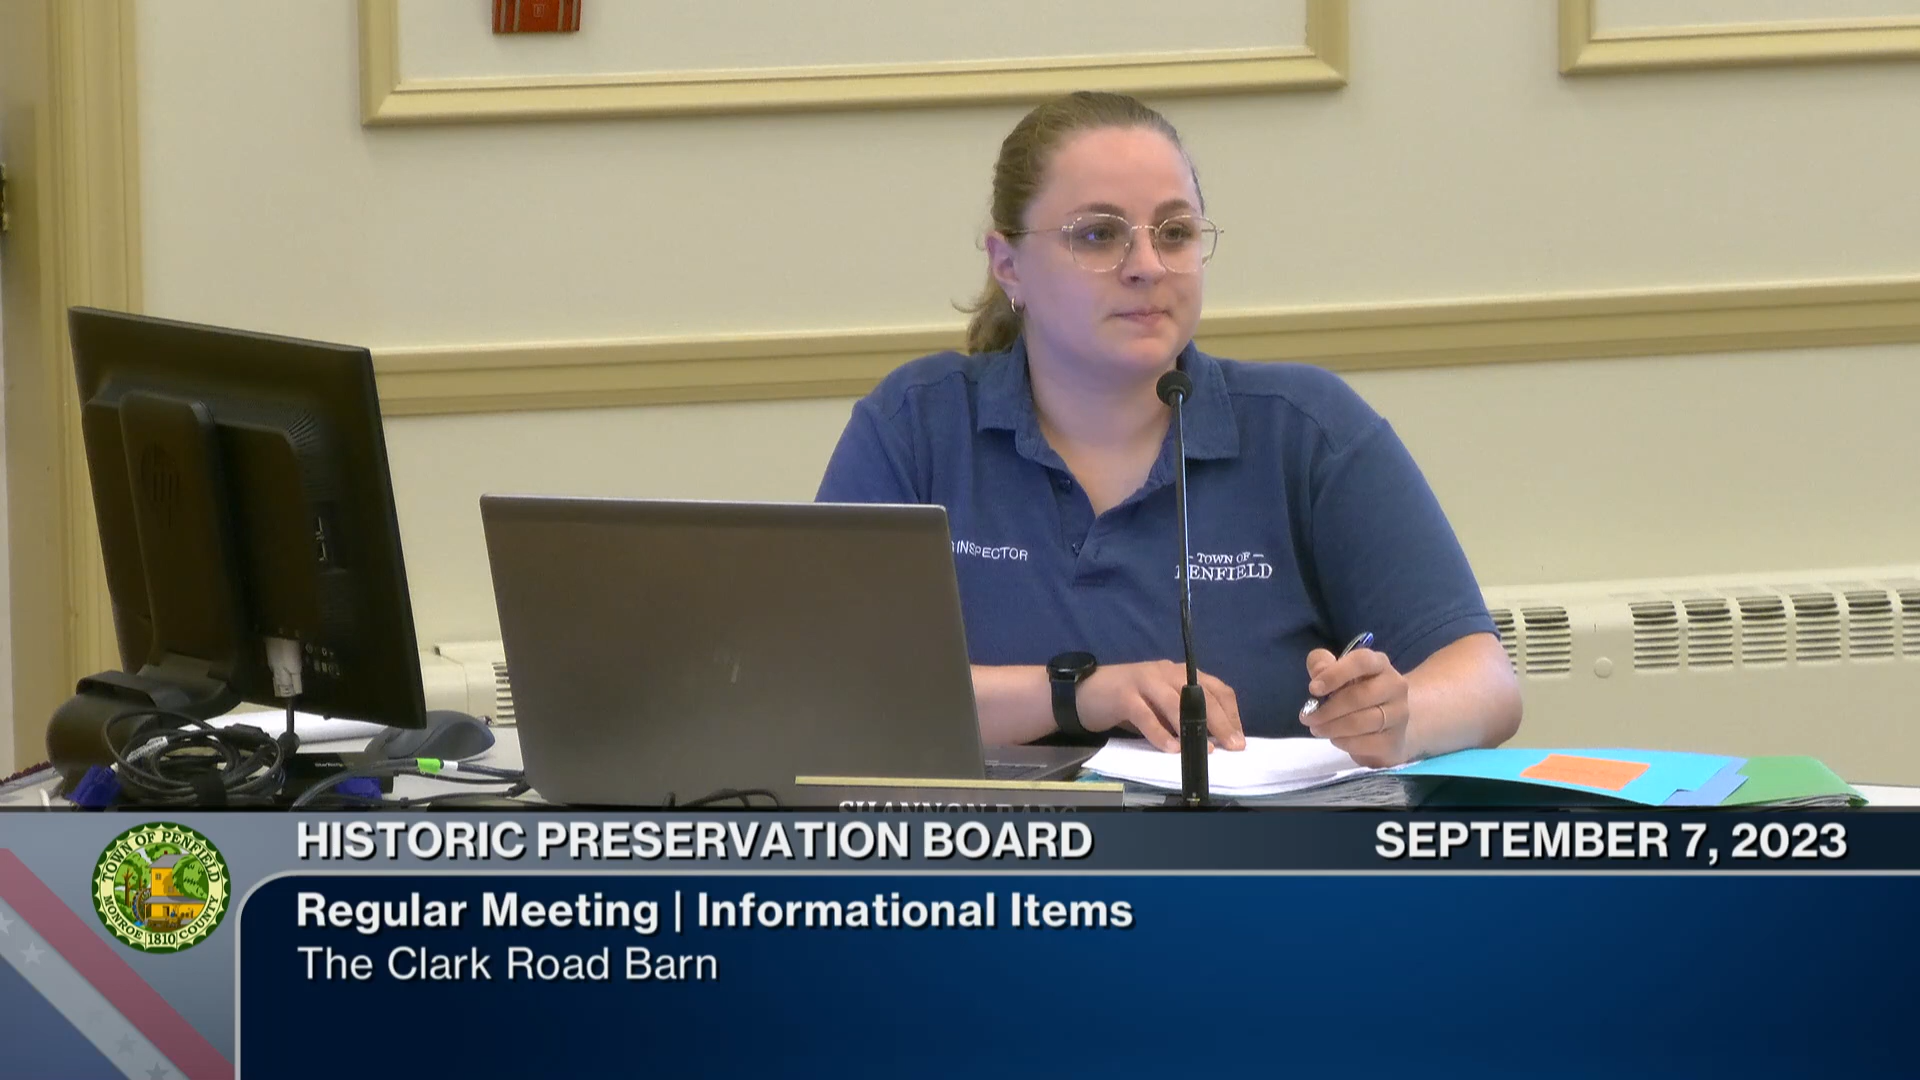 INSPECTOR
TOWN OF
PENFIELD
SHANNON
HISTORIC PRESERVATION BOARD
SEPTEMBER 7, 2023
TOWN OF PENFIELD
MONROE COUNTY
1810
Regular Meeting | Informational Items
The Clark Road Barn